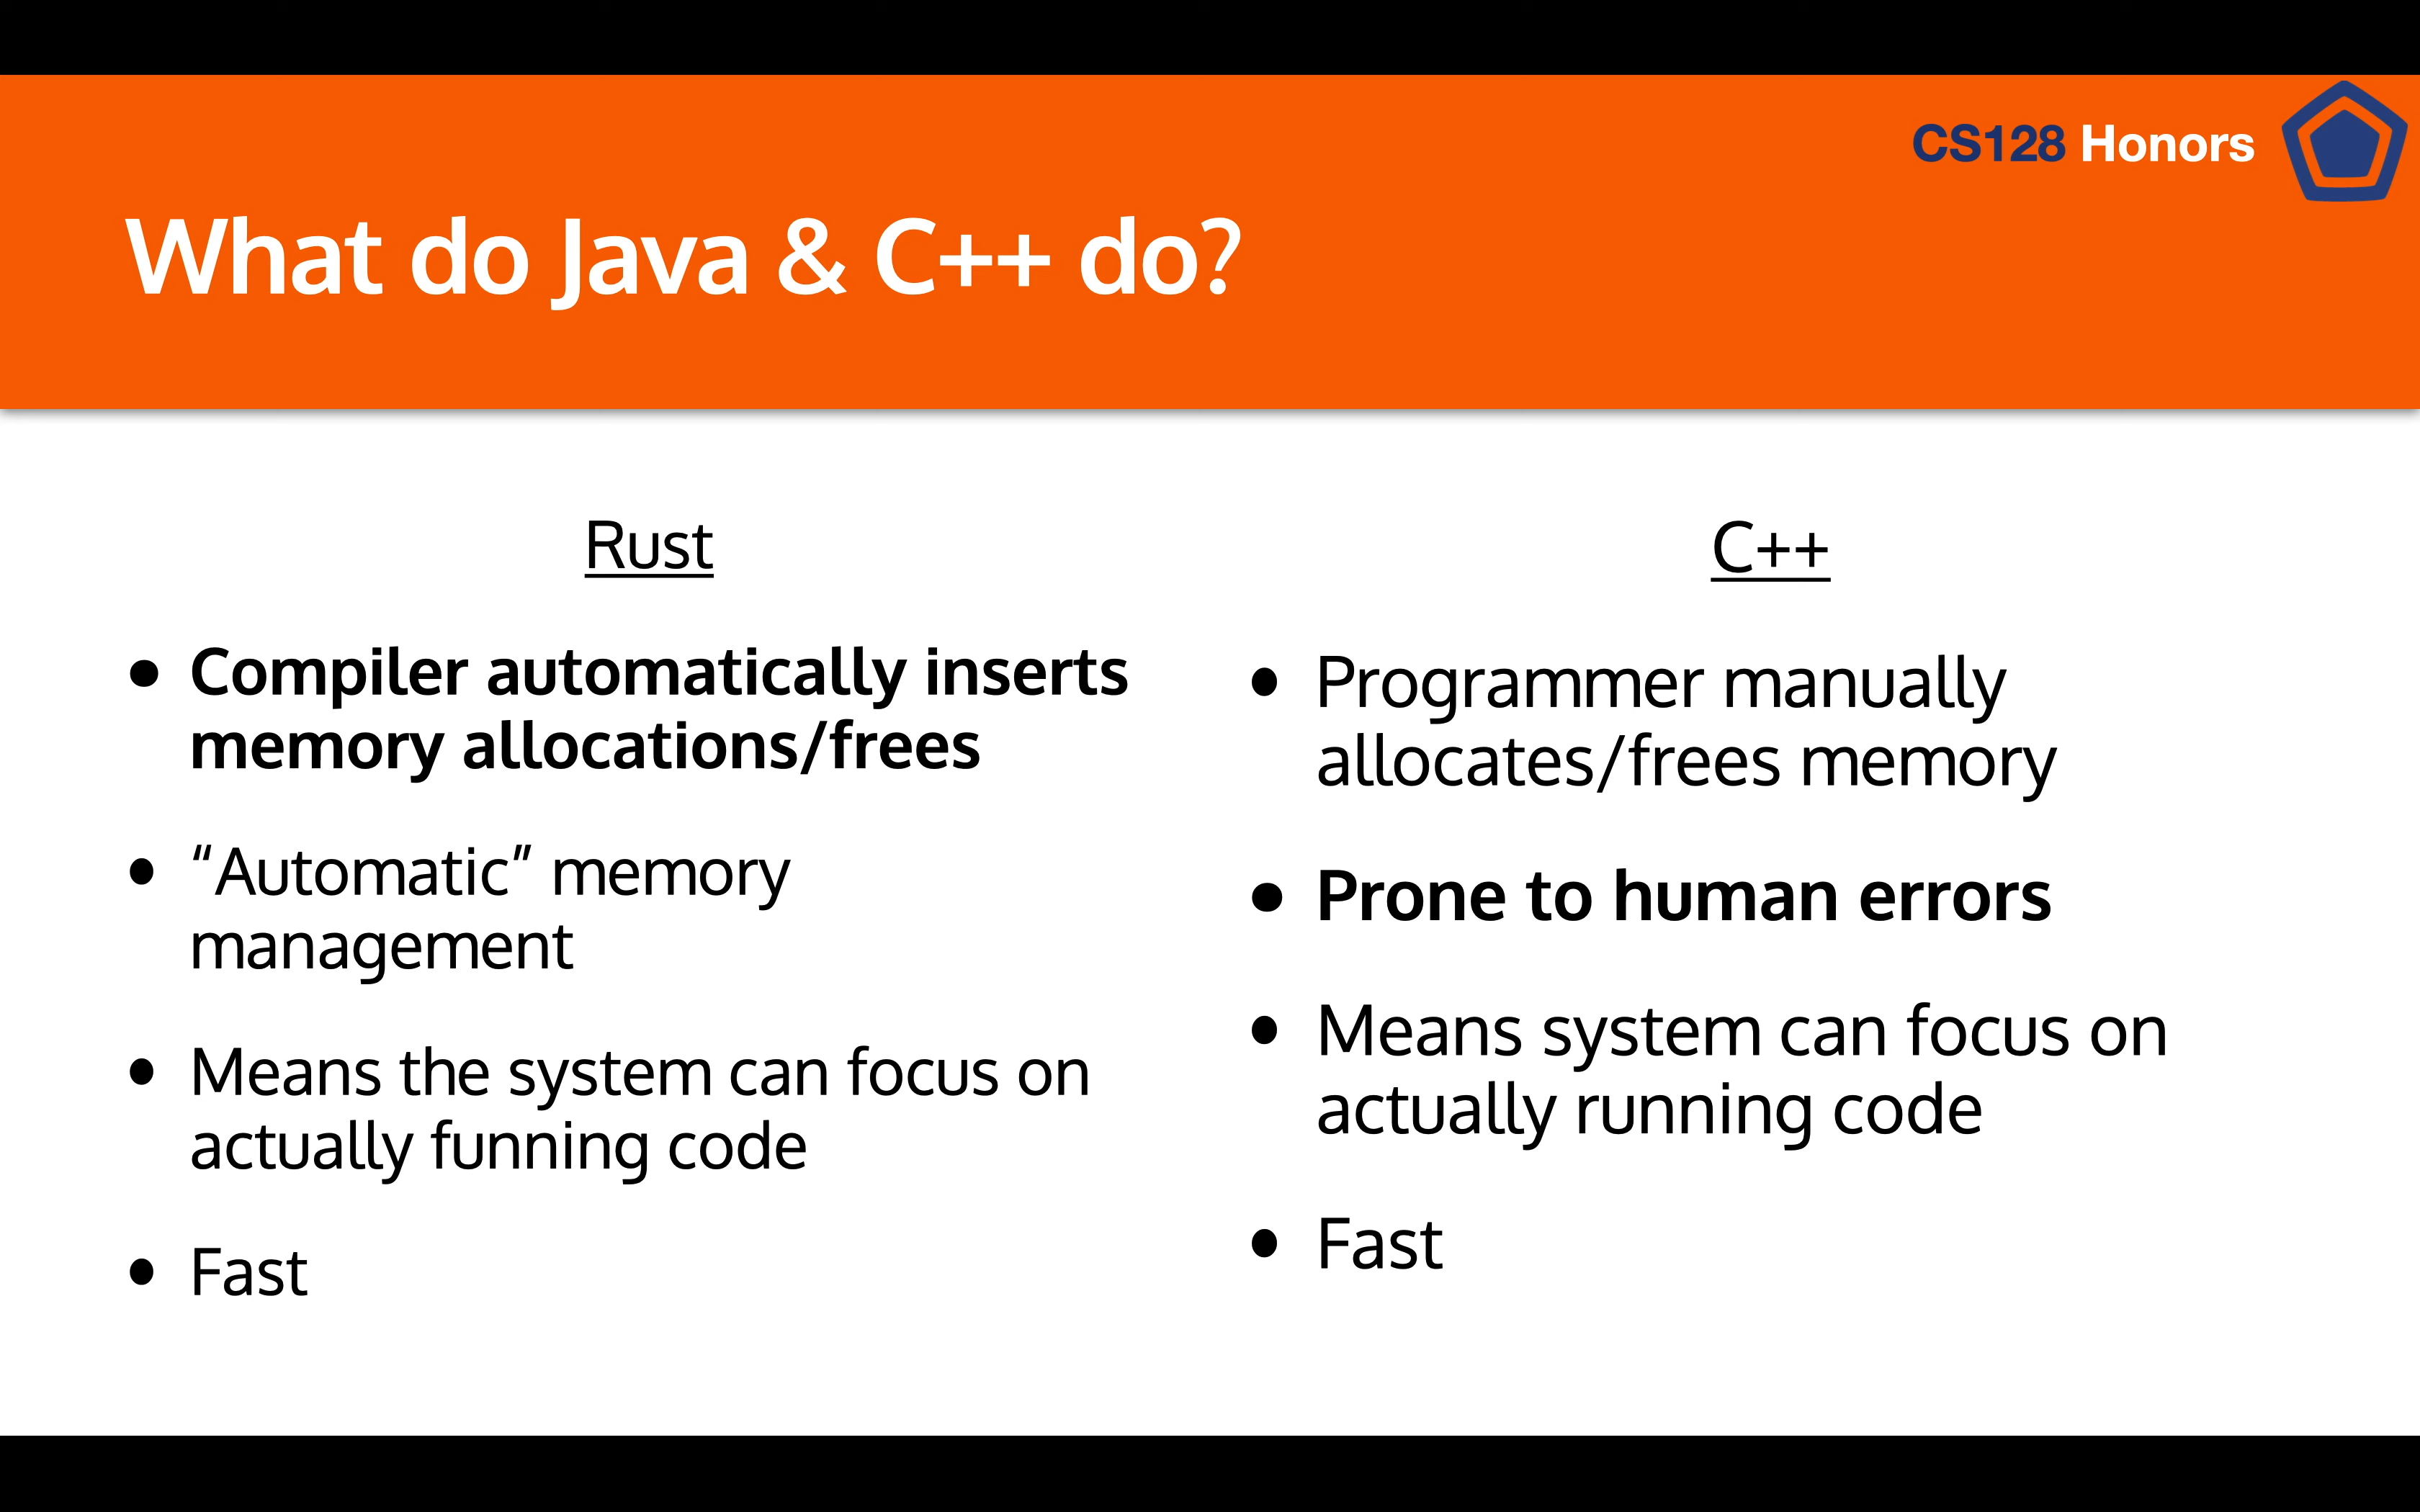 CS128 Honors
What do Java & C++ do?
Rust
● Compiler automatically inserts
memory allocations/frees
● “Automatic” memory
management
● Means the system can focus on
actually funning code
● Fast
C++
● Programmer manually
allocates/frees memory
● Prone to human errors
● Means system can focus on
actually running code
● Fast